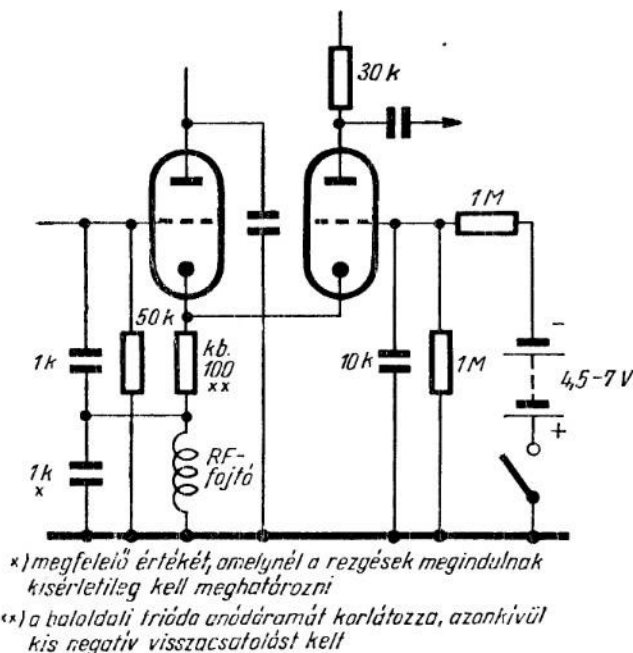 30 k
1 M
50 k
kb.
100
xx
1 k
10 k
1 M
−
4,5-7 V
+
1 k
x
RF-
fojtó
x) megfelelő értékét, amelynél a rezgések megindulnak
kisérletileg kell meghatározni
xx) a baloldali trióda anódáramát korlátozza, azonkívül
kis negatív visszacsatolást kelt